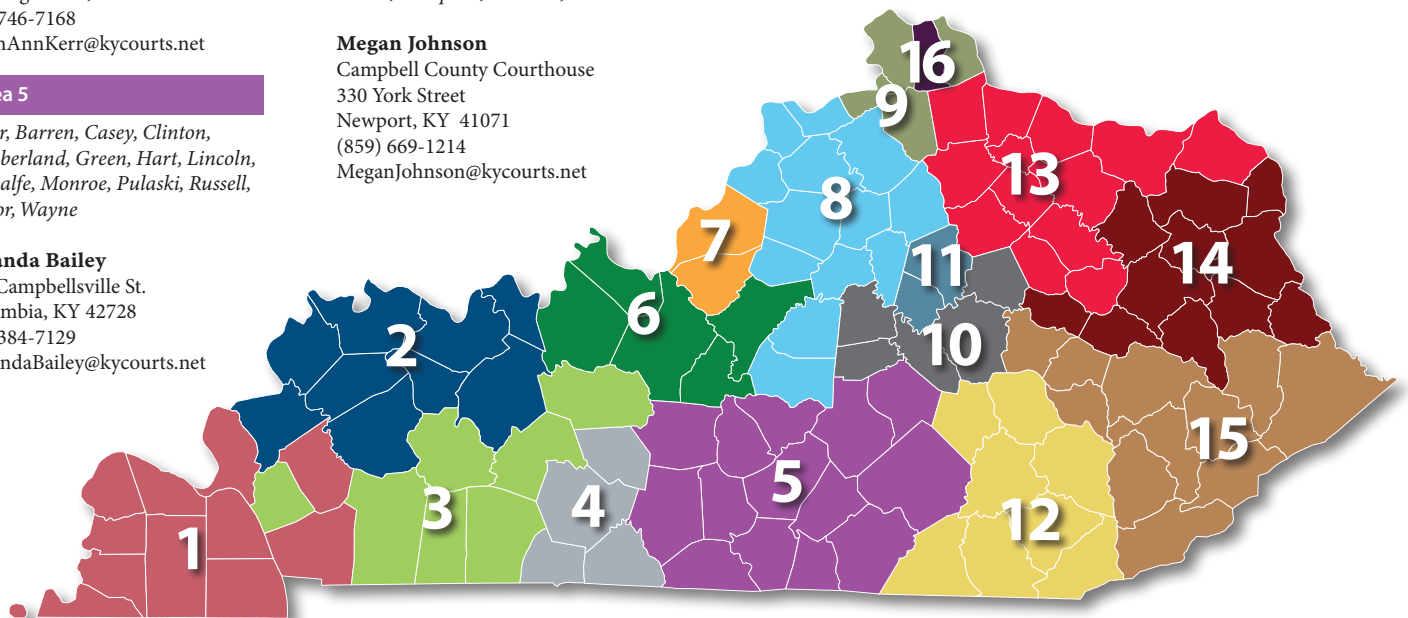 746-7168
nAnnKerr@kycourts.net
ea 5
r, Barren, Casey, Clinton,
berland, Green, Hart, Lincoln,
alfe, Monroe, Pulaski, Russell,
or, Wayne
anda Bailey
Campbellsville St.
mbia, KY 42728
384-7129
ndaBailey@kycourts.net
Megan Johnson
Campbell County Courthouse
330 York Street
Newport, KY 41071
(859) 669-1214
MeganJohnson@kycourts.net
16
9
13
8
7
11
14
6
2
10
15
5
3
4
12
1